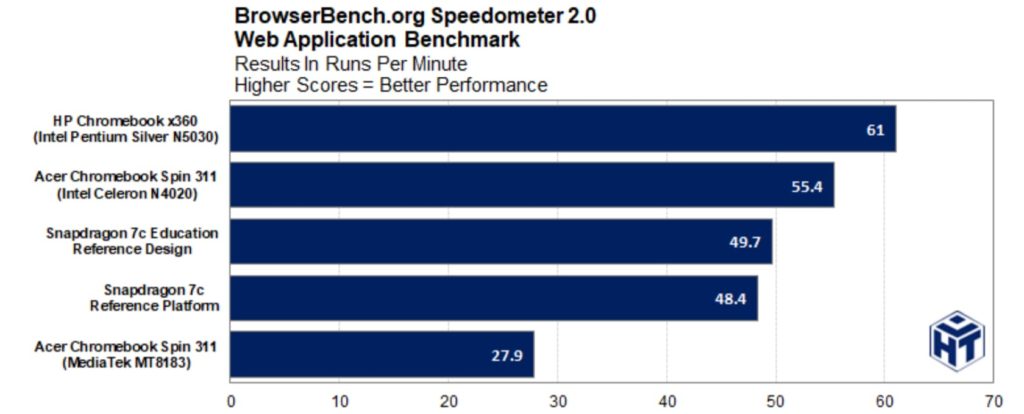 BrowserBench.org Speedometer 2.0
Web Application Benchmark
Results In Runs Per Minute
Higher Scores = Better Performance
HP Chromebook x360
(Intel Pentium Silver N5030)
61
Acer Chromebook Spin 311
(Intel Celeron N4020)
55.4
Snapdragon 7c Education
Reference Design
49.7
Snapdragon 7c
Reference Platform
48.4
Acer Chromebook Spin 311
(MediaTek MT8183)
27.9
0 10 20 30 40 50 60 70
HT